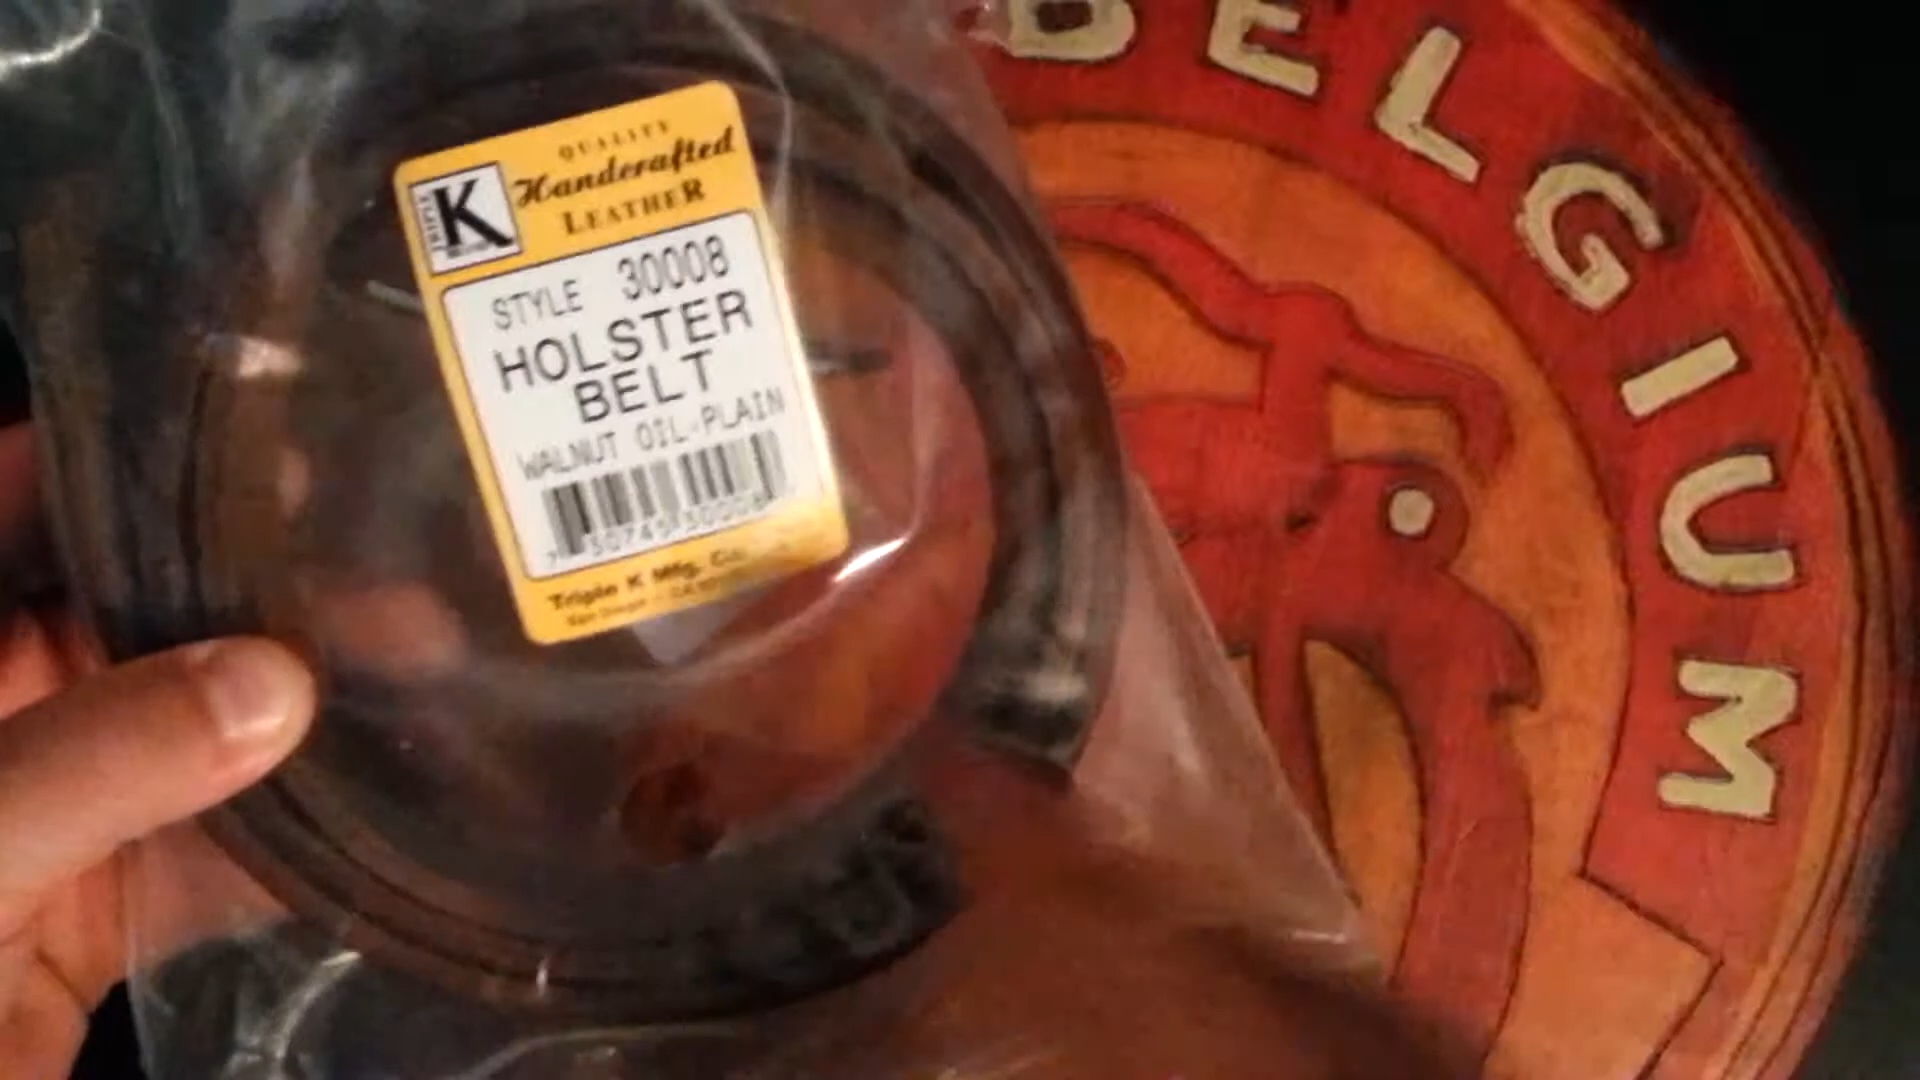 QUALITY
Handcrafted
LEATHER
TRIPLE K
STYLE 30008
HOLSTER
BELT
WALNUT OIL-PLAIN
Triple K Mfg. Co.
BELGIUM